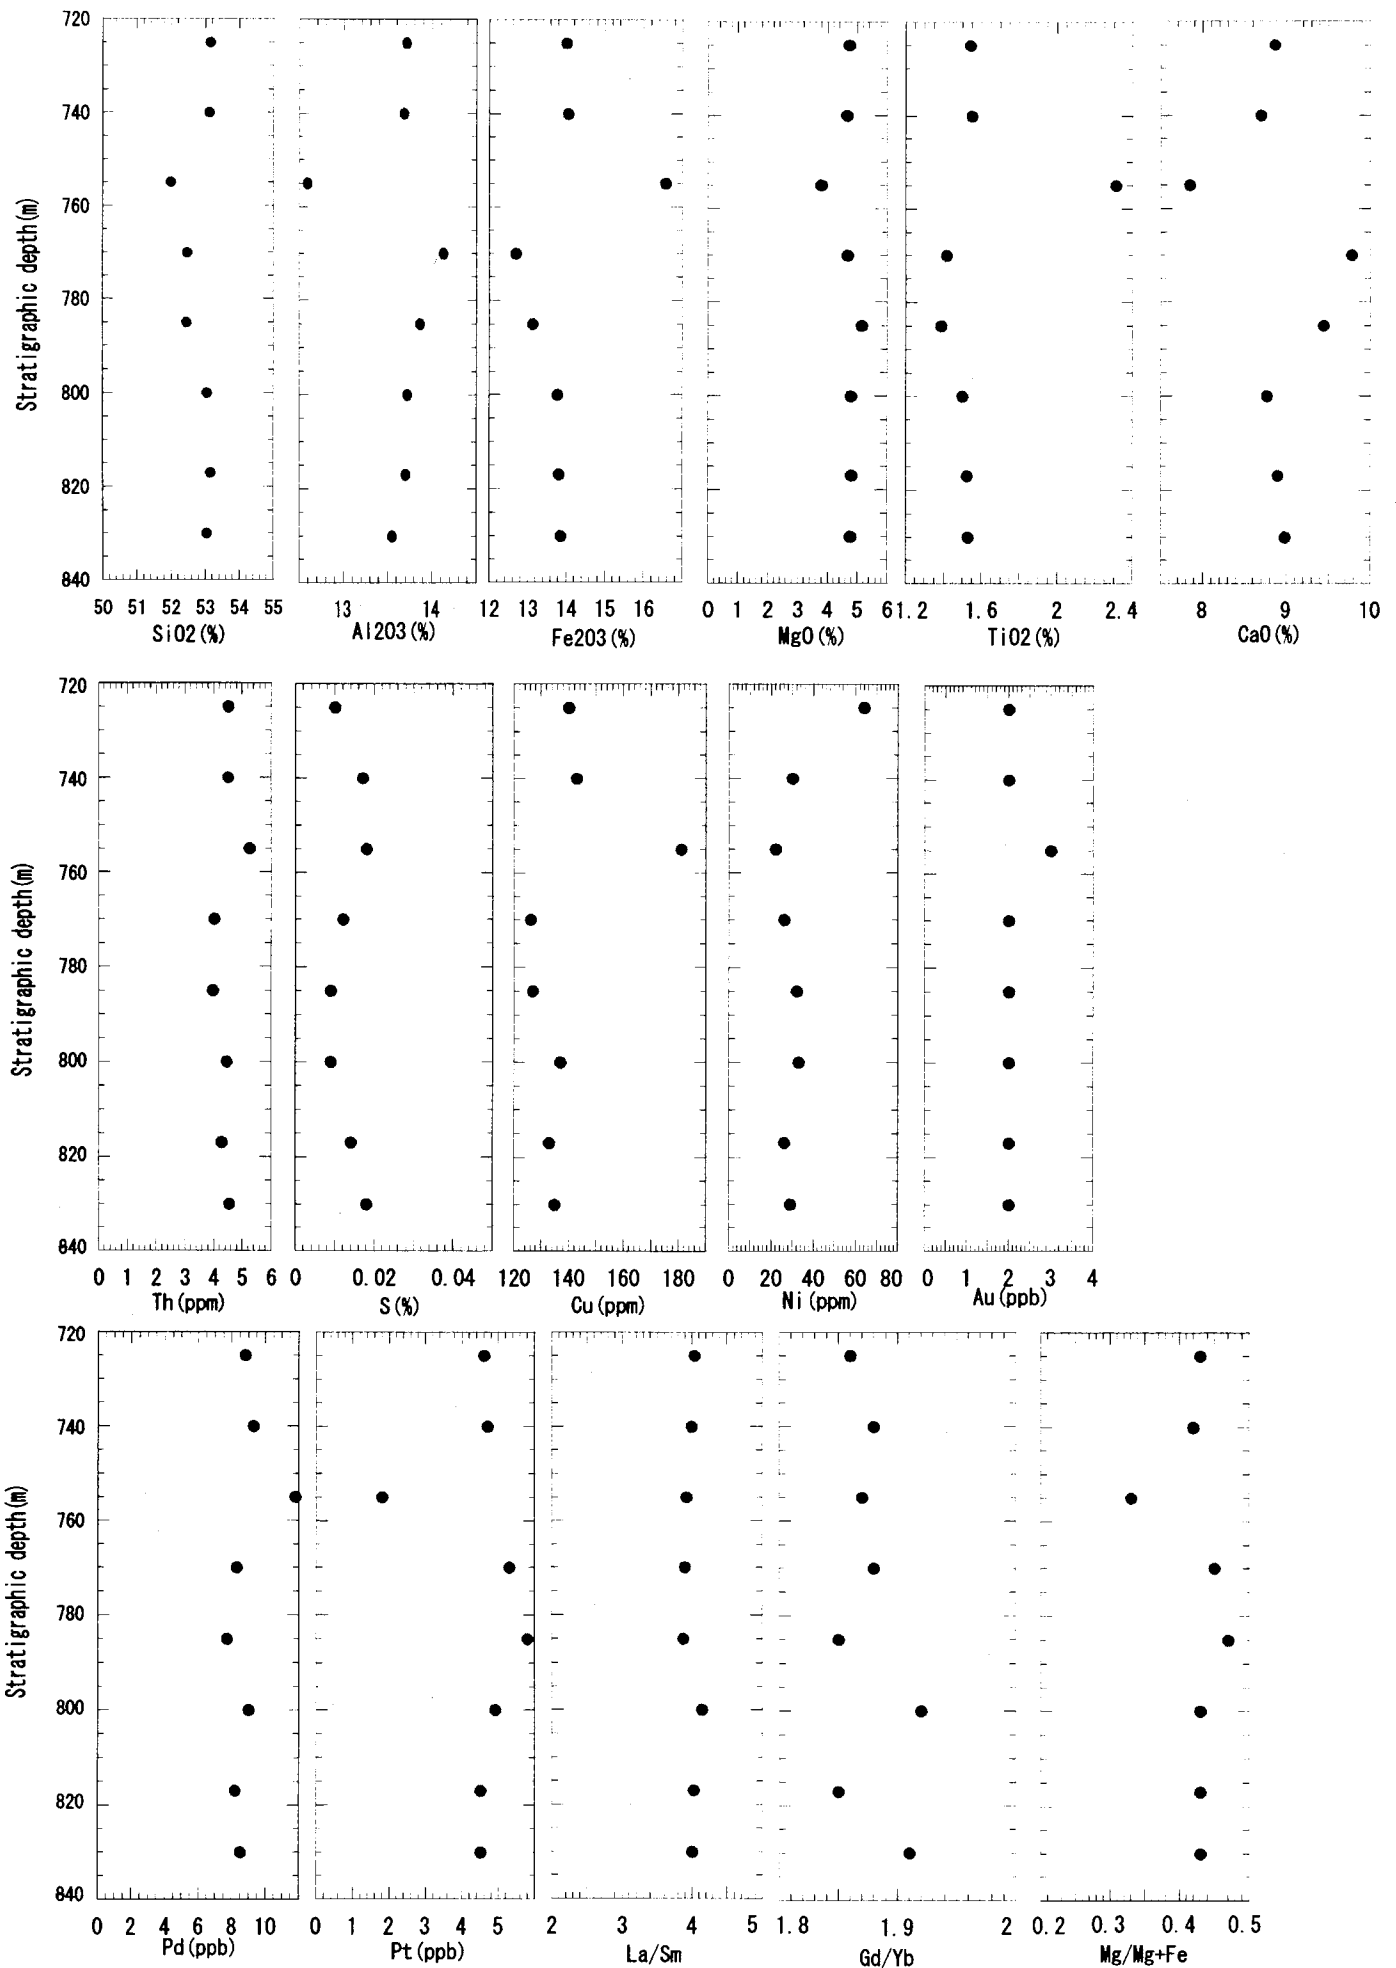 720
740
760
780
800
820
840
Stratigraphic depth(m)
50 51 52 53 54 55
SiO2(%)
13 14
Al2O3(%)
12 13 14 15 16
Fe2O3(%)
0 1 2 3 4 5 6
MgO(%)
1.2 1.6 2 2.4
TiO2(%)
8 9 10
CaO(%)
720
740
760
780
800
820
840
Stratigraphic depth(m)
0 1 2 3 4 5 6
Th(ppm)
0 0.02 0.04
S(%)
120 140 160 180
Cu(ppm)
0 20 40 60 80
Ni(ppm)
0 1 2 3 4
Au(ppb)
720
740
760
780
800
820
840
Stratigraphic depth(m)
0 2 4 6 8 10
Pd(ppb)
0 1 2 3 4 5
Pt(ppb)
2 3 4 5
La/Sm
1.8 1.9 2
Gd/Yb
0.2 0.3 0.4 0.5
Mg/Mg+Fe